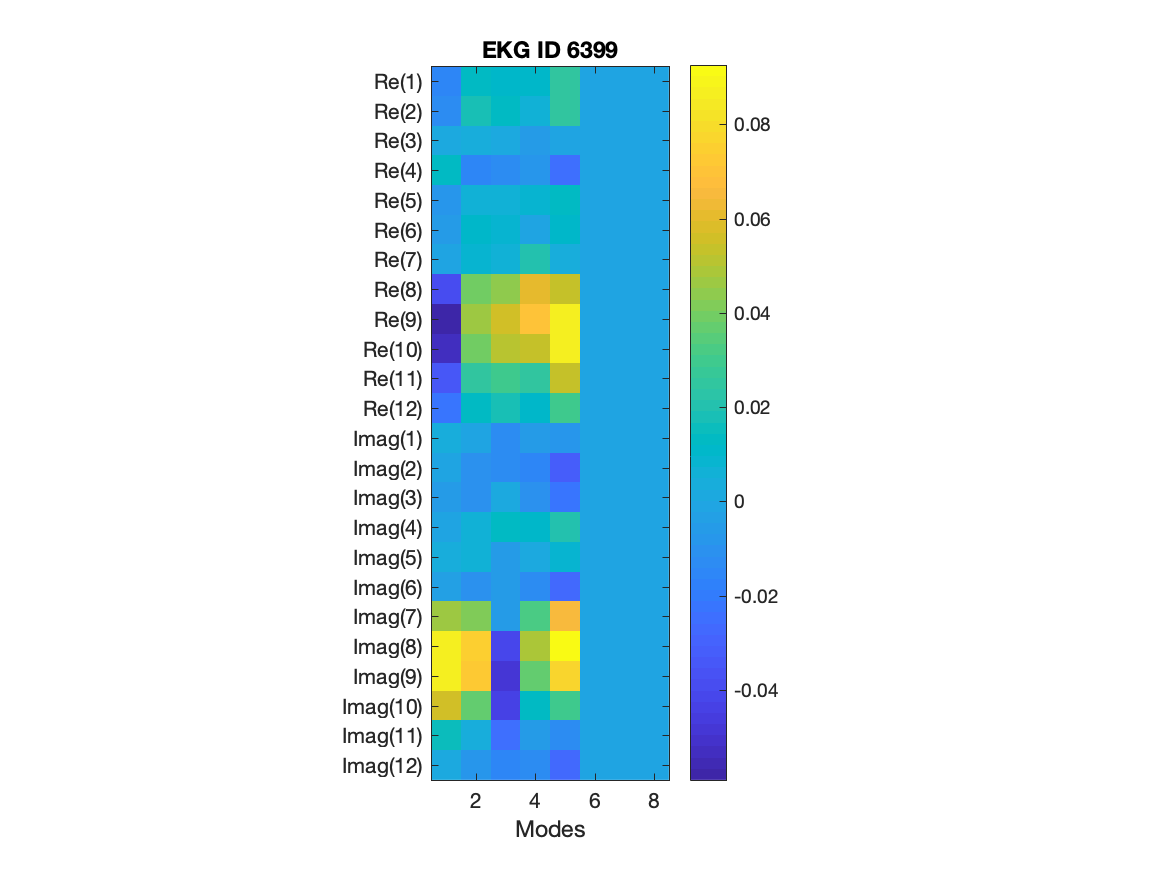 EKG ID 6399
Re(1)
Re(2)
Re(3)
Re(4)
Re(5)
Re(6)
Re(7)
Re(8)
Re(9)
Re(10)
Re(11)
Re(12)
Imag(1)
Imag(2)
Imag(3)
Imag(4)
Imag(5)
Imag(6)
Imag(7)
Imag(8)
Imag(9)
Imag(10)
Imag(11)
Imag(12)
2 4 6 8
Modes
0.08
0.06
0.04
0.02
0
-0.02
-0.04